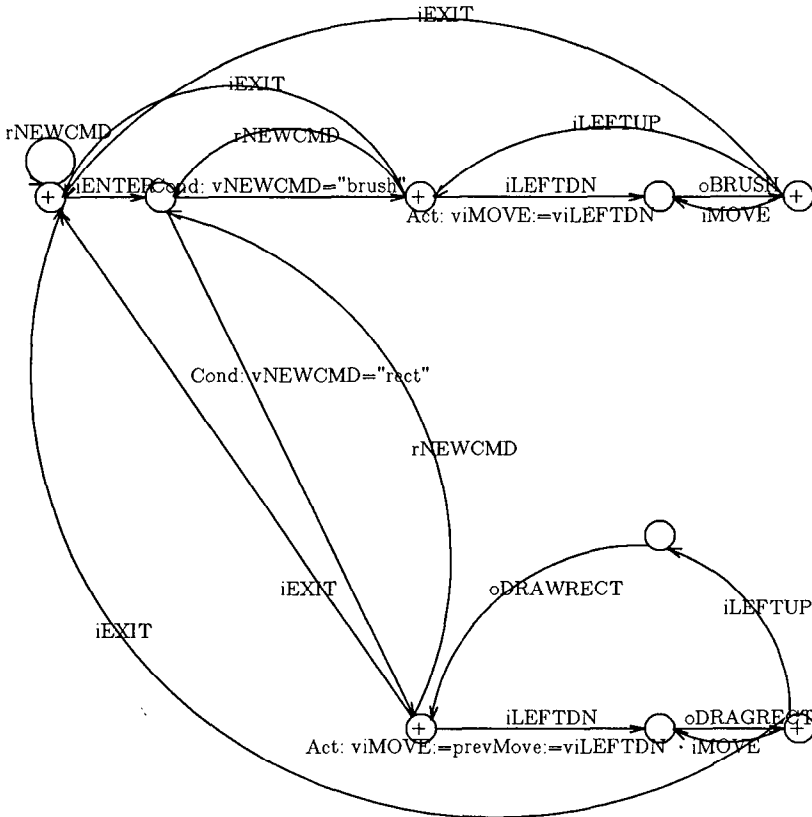 iEXIT
iEXIT
rNEWCMD
rNEWCMD
iLEFTUP
+ iENTER Cond: vNEWCMD="brush" + iLEFTDN oBRUSH +
Act: viMOVE:=viLEFTDN iMOVE
Cond: vNEWCMD="rect"
rNEWCMD
oDRAWRECT
iEXIT
iLEFTUP
iEXIT
+ iLEFTDN oDRAGRECT +
Act: viMOVE:=prevMove:=viLEFTDN iMOVE